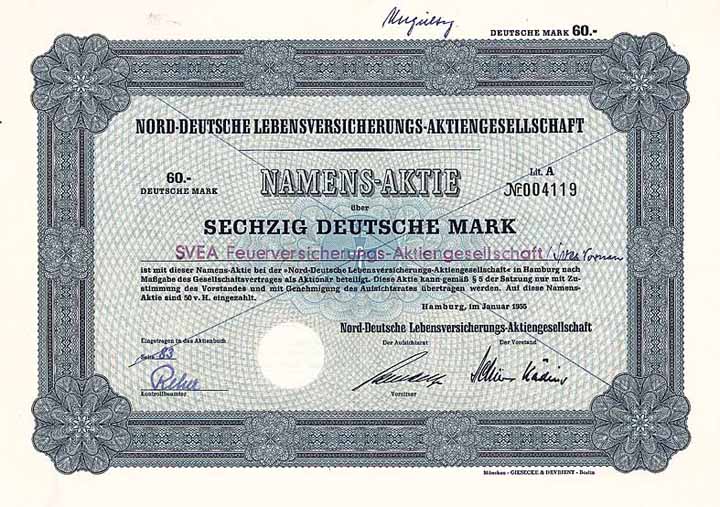 Ungültig
DEUTSCHE MARK 60.-
NORD-DEUTSCHE LEBENSVERSICHERUNGS-AKTIENGESELLSCHAFT
60.-
DEUTSCHE MARK
NAMENS-AKTIE
Lit. A
№ 004119
über
SECHZIG DEUTSCHE MARK
SVEA Feuerversicherungs-Aktiengesellschaft
ist mit dieser Namens-Aktie bei der »Nord-Deutsche Lebensversicherungs-Aktiengesellschaft« in Hamburg nach
Maßgabe des Gesellschaftsvertrages als Aktionär beteiligt. Diese Aktie kann gemäß § 5 der Satzung nur mit Zu-
stimmung des Vorstandes und mit Genehmigung des Aufsichtsrates übertragen werden. Auf diese Namens-
Aktie sind 50 v. H. eingezahlt.
Hamburg, im Januar 1955
Nord-Deutsche Lebensversicherungs-Aktiengesellschaft
Eingetragen in das Aktienbuch
Der Aufsichtsrat
Der Vorstand
Seite 83
Kontrollbeamter
Vorsitzer
München - GIESECKE & DEVRIENT - Berlin